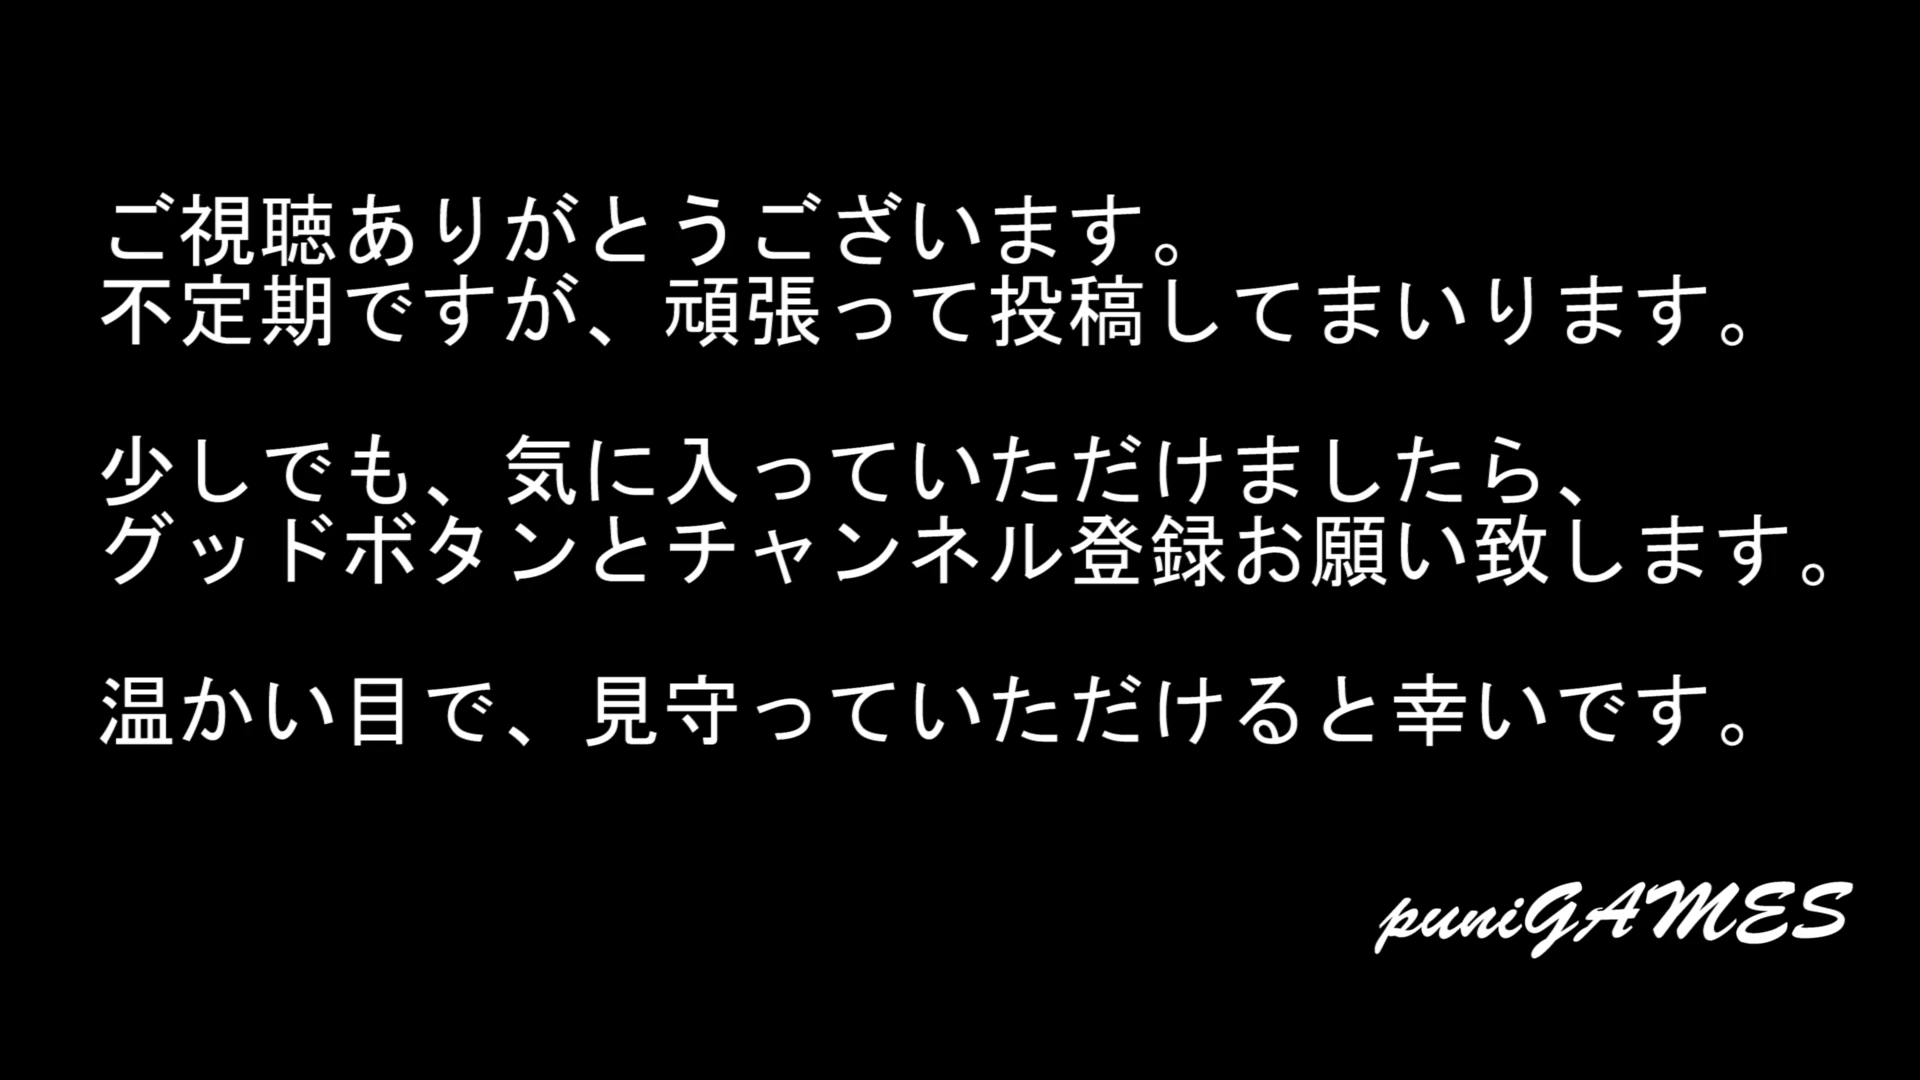 ご視聴ありがとうございます。
不定期ですが、頑張って投稿してまいります。
少しでも、気に入っていただけましたら、
グッドボタンとチャンネル登録お願い致します。
温かい目で、見守っていただけると幸いです。
puniGAMES